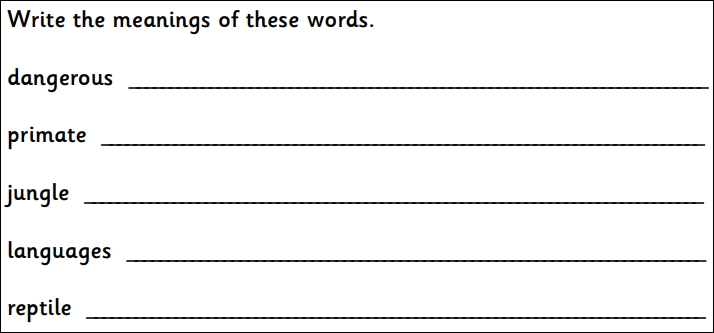 Write the meanings of these words.
dangerous
primate
jungle
languages
reptile